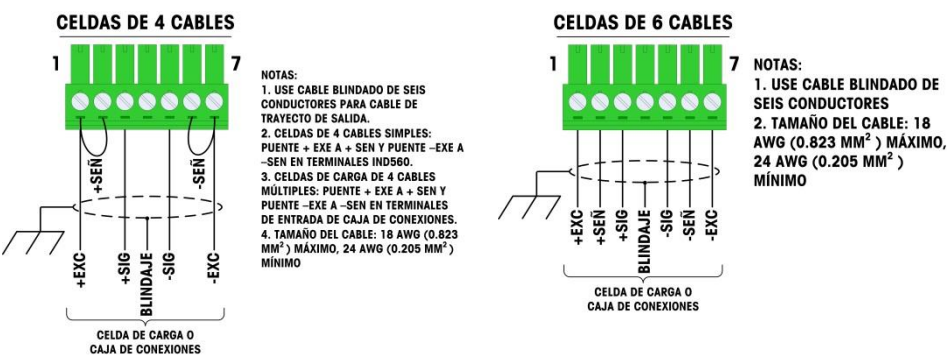 CELDAS DE 4 CABLES
1
7
+SEÑ
-SEÑ
+EXC
+SIG
BLINDAJE
-SIG
-EXC
CELDA DE CARGA O
CAJA DE CONEXIONES
NOTAS:
1. USE CABLE BLINDADO DE SEIS
CONDUCTORES PARA CABLE DE
TRAYECTO DE SALIDA.
2. CELDAS DE 4 CABLES SIMPLES:
PUENTE + EXE A + SEN Y PUENTE –EXE A
–SEN EN TERMINALES IND560.
3. CELDAS DE CARGA DE 4 CABLES
MÚLTIPLES: PUENTE + EXE A + SEN Y
PUENTE –EXE A –SEN EN TERMINALES
DE ENTRADA DE CAJA DE CONEXIONES.
4. TAMAÑO DEL CABLE: 18 AWG (0.823
MM² ) MÁXIMO, 24 AWG (0.205 MM² )
MÍNIMO
CELDAS DE 6 CABLES
1
7
+EXC
+SEÑ
+SIG
BLINDAJE
-SIG
-SEÑ
-EXC
CELDA DE CARGA O
CAJA DE CONEXIONES
NOTAS:
1. USE CABLE BLINDADO DE
SEIS CONDUCTORES
2. TAMAÑO DEL CABLE: 18
AWG (0.823 MM² ) MÁXIMO,
24 AWG (0.205 MM² )
MÍNIMO